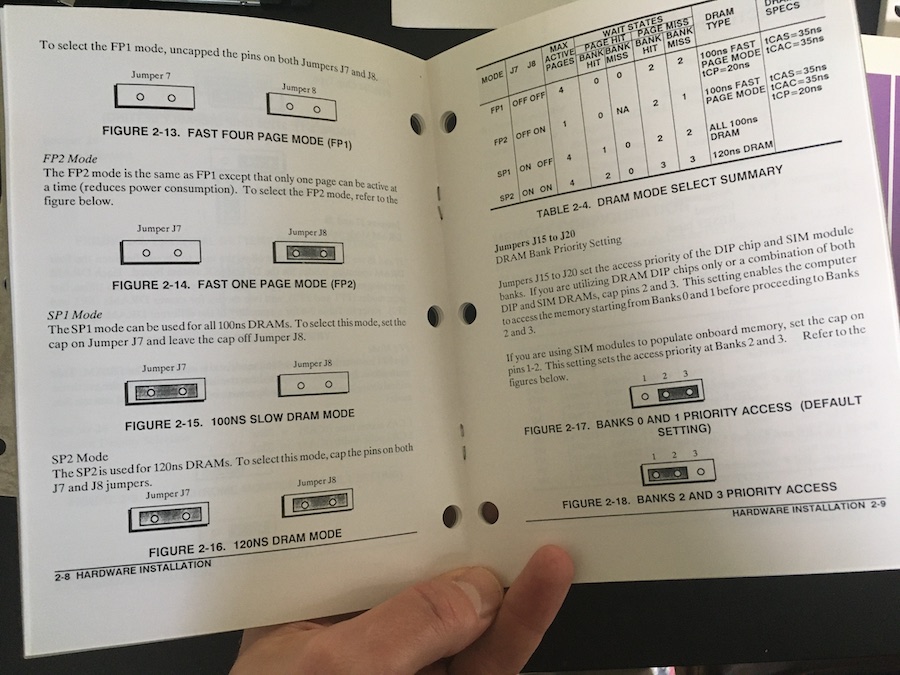 To select the FP1 mode, uncapped the pins on both Jumpers J7 and J8.
Jumper 7
Jumper 8
FIGURE 2-13. FAST FOUR PAGE MODE (FP1)
FP2 Mode
The FP2 mode is the same as FP1 except that only one page can be active at
a time (reduces power consumption). To select the FP2 mode, refer to the
figure below.
Jumper J7
Jumper J8
FIGURE 2-14. FAST ONE PAGE MODE (FP2)
SP1 Mode
The SP1 mode can be used for all 100ns DRAMs. To select this mode, set the
cap on Jumper J7 and leave the cap off Jumper J8.
Jumper J7
Jumper J8
FIGURE 2-15. 100NS SLOW DRAM MODE
SP2 Mode
The SP2 is used for 120ns DRAMs. To select this mode, cap the pins on both
J7 and J8 jumpers.
Jumper J7
Jumper J8
FIGURE 2-16. 120NS DRAM MODE
2-8 HARDWARE INSTALLATION
MODE J7 J8 MAX ACTIVE PAGES WAIT STATES PAGE HIT BANK HIT BANK MISS PAGE MISS BANK HIT BANK MISS DRAM TYPE DRAM SPECS
FP1 OFF OFF 4 0 0 2 2 100ns FAST PAGE MODE tCP=20ns tCAS=35ns tCAC=35ns
FP2 OFF ON 1 0 NA 2 1 100ns FAST PAGE MODE tCAS=35ns tCAC=35ns tCP=20ns
SP1 ON OFF 4 1 0 2 2 ALL 100ns DRAM
SP2 ON ON 4 2 0 3 3 120ns DRAM
TABLE 2-4. DRAM MODE SELECT SUMMARY
Jumpers J15 to J20
DRAM Bank Priority Setting
Jumpers J15 to J20 set the access priority of the DIP chip and SIM module
banks. If you are utilizing DRAM DIP chips only or a combination of both
DIP and SIM DRAMs, cap pins 2 and 3. This setting enables the computer
to access the memory starting from Banks 0 and 1 before proceeding to Banks
2 and 3.
If you are using SIM modules to populate onboard memory, set the cap on
pins 1-2. This setting sets the access priority at Banks 2 and 3. Refer to the
figures below.
1 2 3
FIGURE 2-17. BANKS 0 AND 1 PRIORITY ACCESS (DEFAULT
SETTING)
1 2 3
FIGURE 2-18. BANKS 2 AND 3 PRIORITY ACCESS
HARDWARE INSTALLATION 2-9